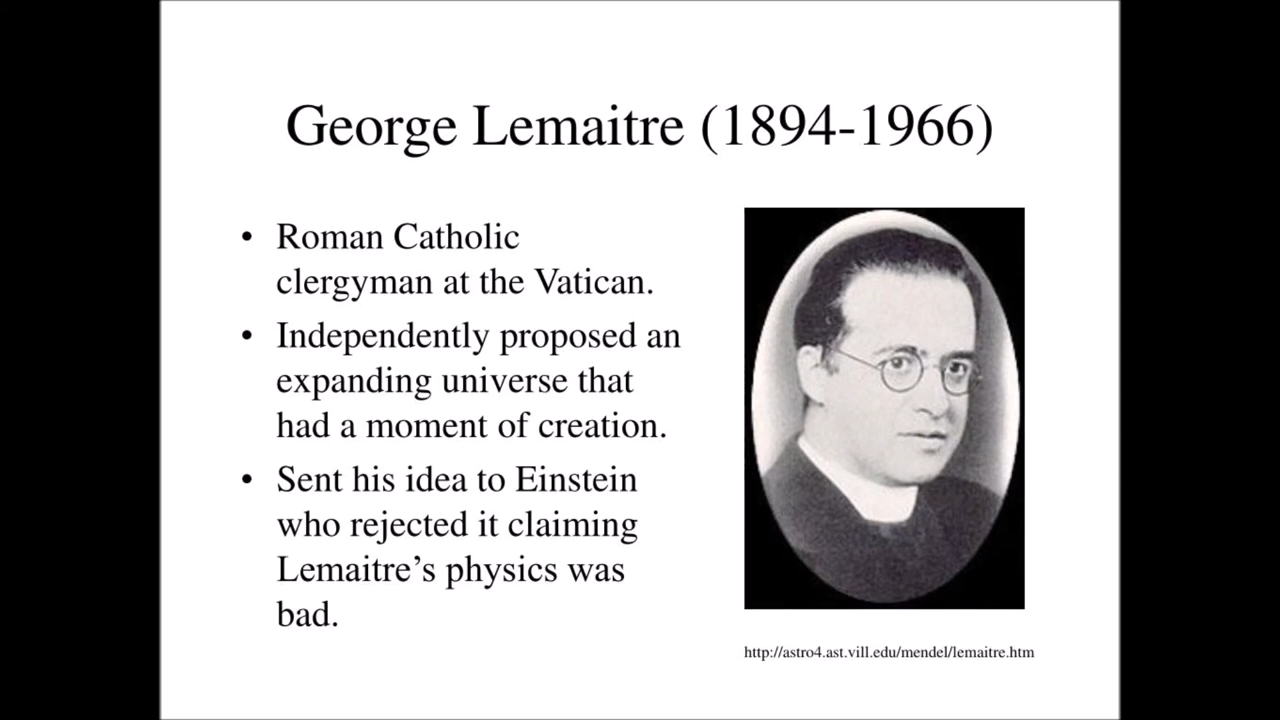 George Lemaitre (1894-1966)
• Roman Catholic
clergyman at the Vatican.
• Independently proposed an
expanding universe that
had a moment of creation.
• Sent his idea to Einstein
who rejected it claiming
Lemaitre’s physics was
bad.
http://astro4.ast.vill.edu/mendel/lemaitre.htm